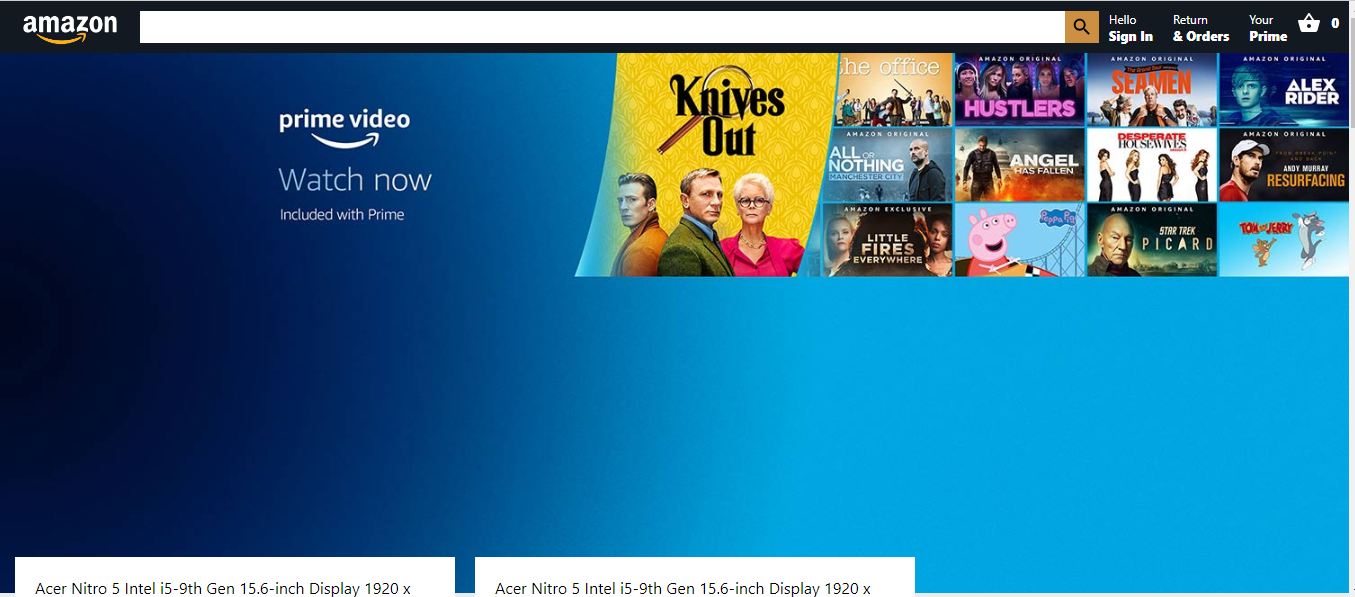 amazon
Hello
Sign In
Return
& Orders
Your
Prime
0
prime video
Watch now
Included with Prime
Knives
Out
the office
AMAZON ORIGINAL
HUSTLERS
AMAZON ORIGINAL
The Grand Tour
SEAMEN
AMAZON ORIGINAL
ALEX
RIDER
AMAZON ORIGINAL
ALL OR
NOTHING
MANCHESTER CITY
ANGEL
HAS FALLEN
DESPERATE
HOUSEWIVES
AMAZON ORIGINAL
ANDY MURRAY
RESURFACING
AMAZON EXCLUSIVE
LITTLE
FIRES
EVERYWHERE
Peppa Pig
AMAZON ORIGINAL
STAR TREK
PICARD
TOM AND JERRY
Acer Nitro 5 Intel i5-9th Gen 15.6-inch Display 1920 x
Acer Nitro 5 Intel i5-9th Gen 15.6-inch Display 1920 x